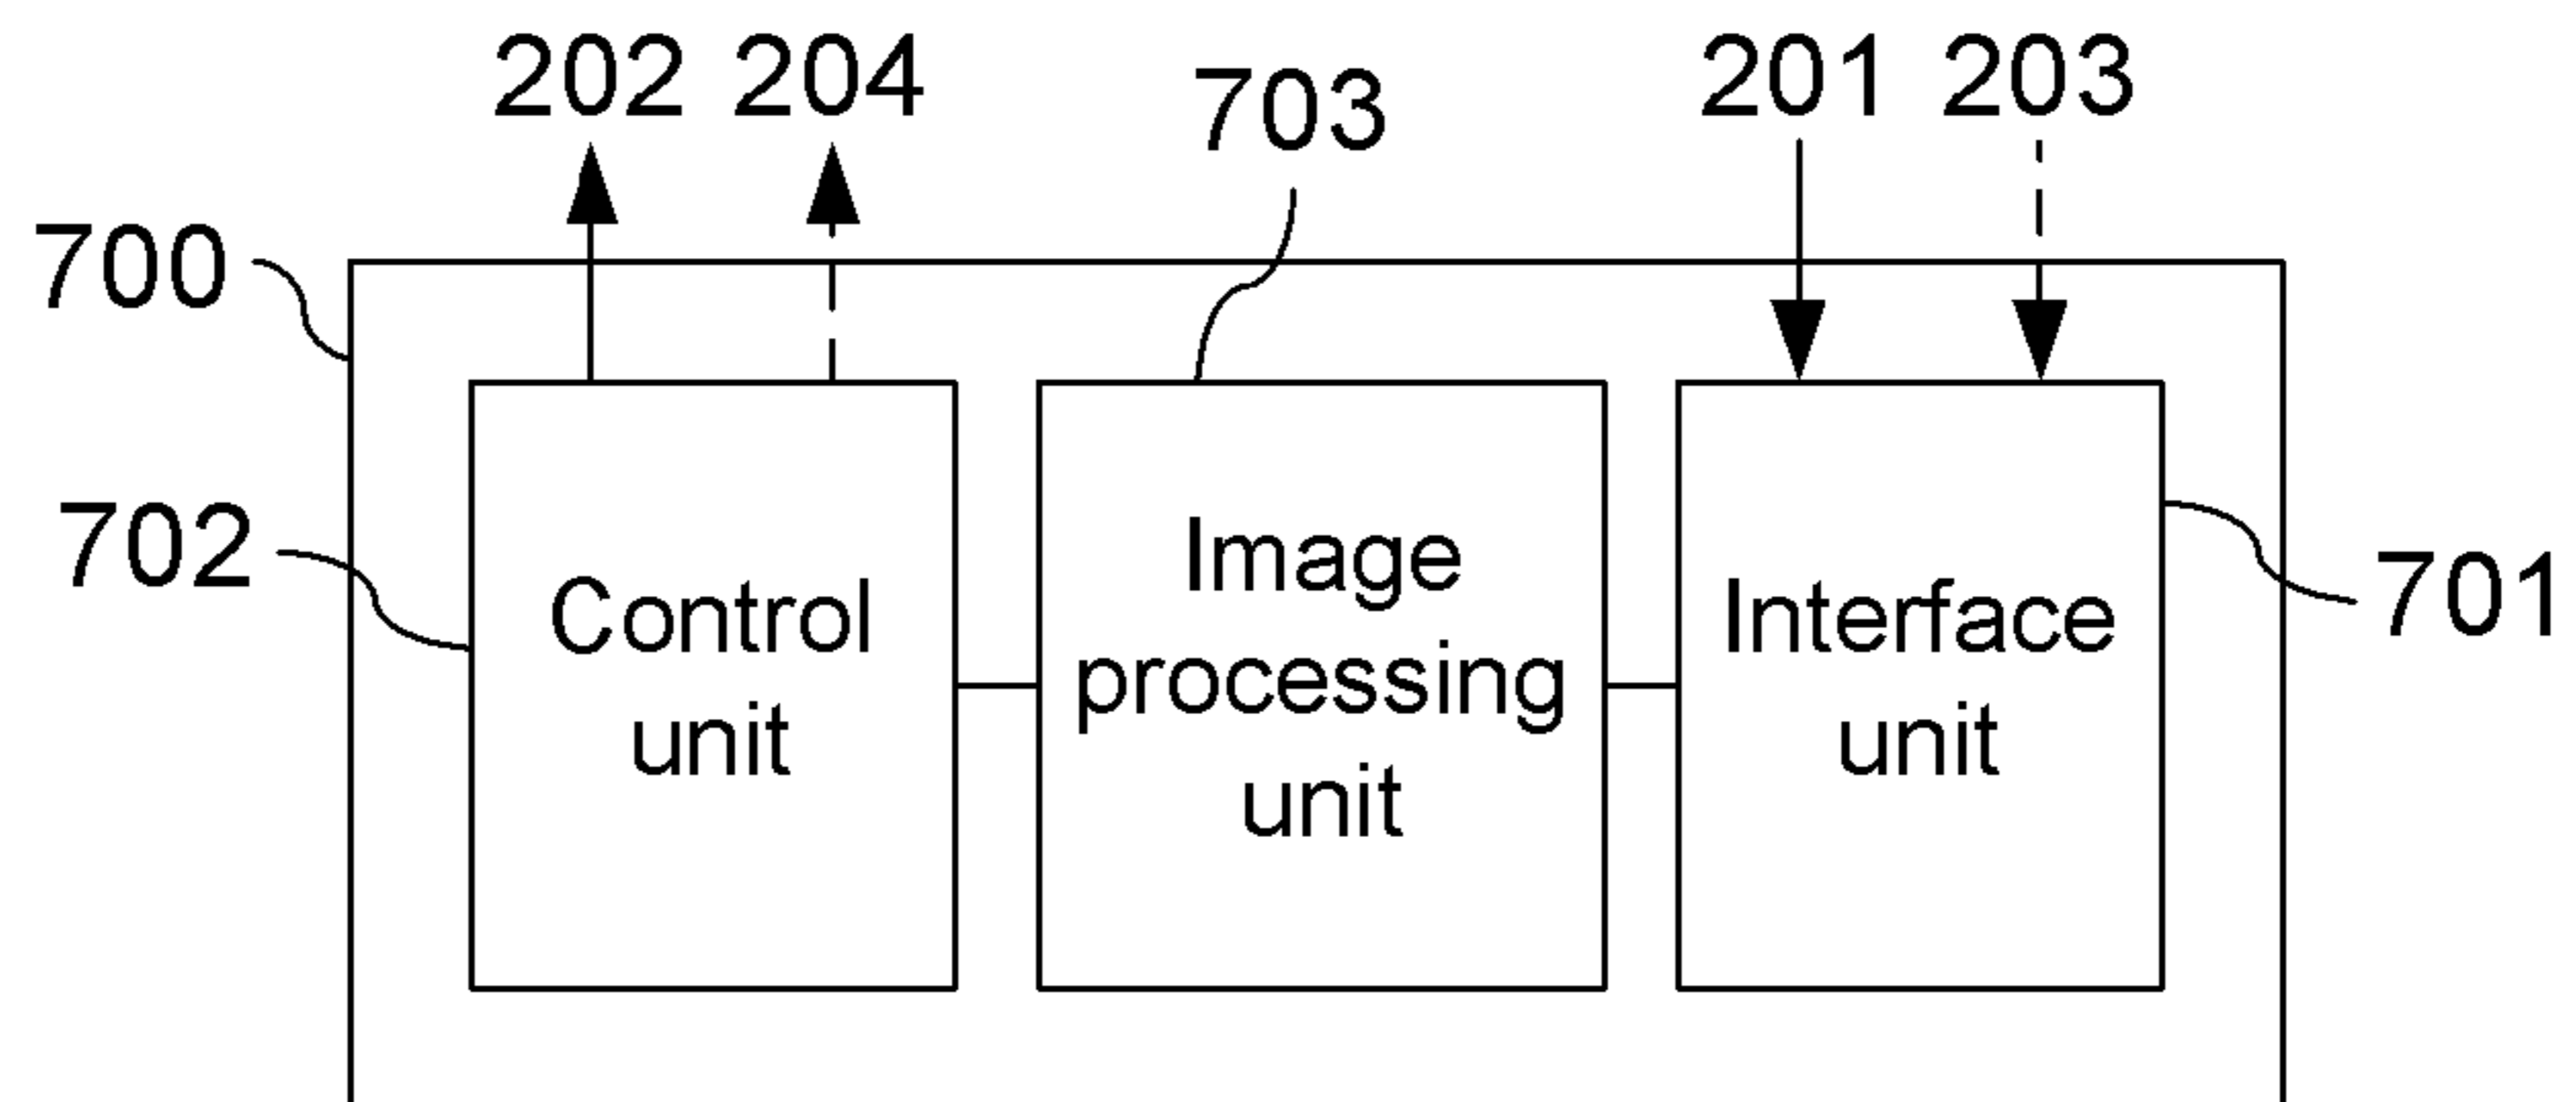 202 204 703 201 203
700
702
Control
unit
Image
processing
unit
Interface
unit
701